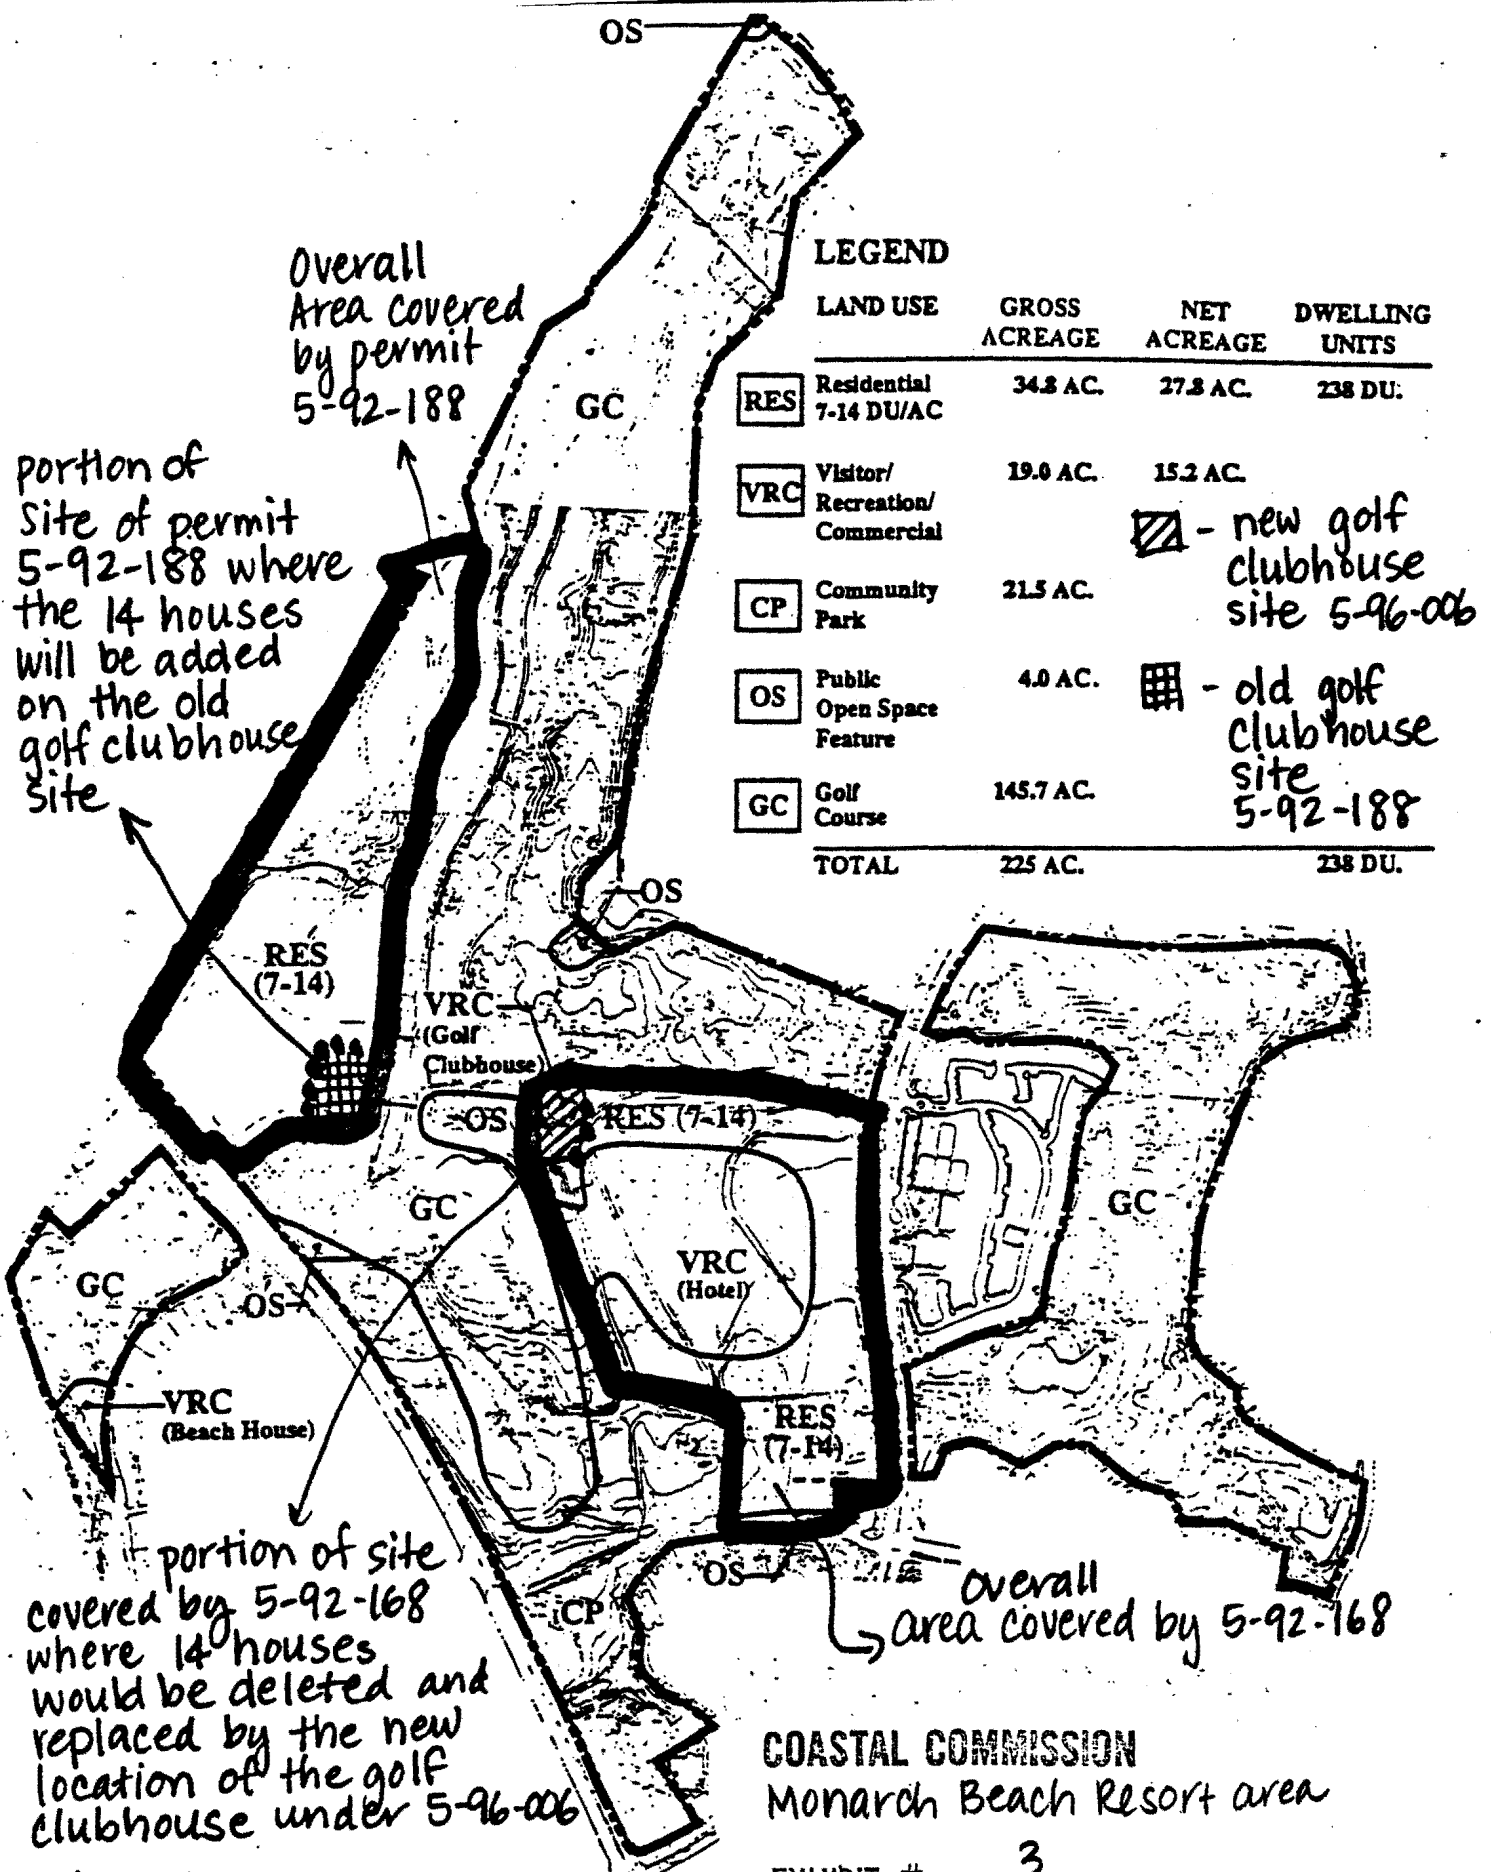 OS
Overall
Area covered
by permit
5-92-188
LEGEND
LAND USE GROSS ACREAGE NET ACREAGE DWELLING UNITS
RES Residential 7-14 DU/AC 34.8 AC. 27.8 AC. 238 DU.
VRC Visitor/ Recreation/ Commercial 19.0 AC. 15.2 AC.
CP Community Park 21.5 AC.
OS Public Open Space Feature 4.0 AC.
GC Golf Course 145.7 AC.
TOTAL 225 AC. 238 DU.
- new golf
clubhouse
site 5-96-006
- old golf
clubhouse
site
5-92-188
GC
portion of
Site of permit
5-92-188 where
the 14 houses
will be added
on the old
golf clubhouse
site
OS
RES
(7-14)
VRC
(Golf
Clubhouse)
OS
RES (7-14)
GC
GC
VRC
(Hotel)
GC
OS
VRC
(Beach House)
RES
(7-14)
OS
CP
portion of site
covered by 5-92-168
where 14 houses
would be deleted and
replaced by the new
location of the golf
clubhouse under 5-96-006
overall
area covered by 5-92-168
COASTAL COMMISSION
Monarch Beach Resort area
EXHIBIT # 3